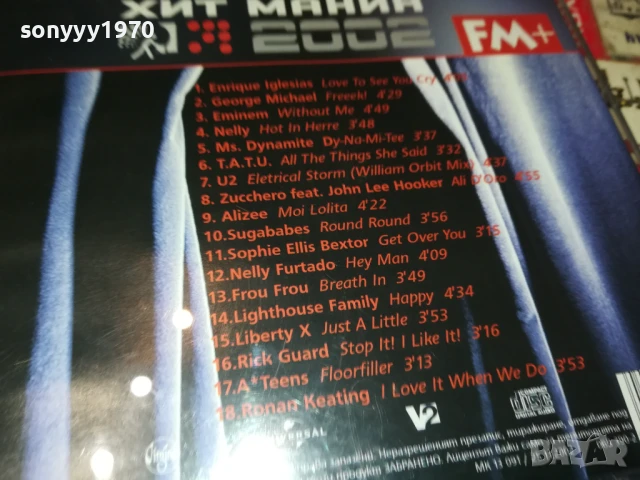 sonyyy1970
ХИТ МАНИЯ
2002
FM+
1. Enrique Iglesias Love To See You Cry
2. George Michael Freeek! 4'29
3. Eminem Without Me 4'49
4. Nelly Hot In Herre 3'48
5. Ms. Dynamite Dy-Na-Mi-Tee 3'37
6. T.A.T.U. All The Things She Said 3'32
7. U2 Eletrical Storm (William Orbit Mix) 4'37
8. Zucchero feat. John Lee Hooker Ali D'Oro 4'55
9. Alizee Moi Lolita 4'22
10. Sugababes Round Round 3'56
11. Sophie Ellis Bextor Get Over You 3'15
12. Nelly Furtado Hey Man 4'09
13. Frou Frou Breath In 3'49
14. Lighthouse Family Happy 4'34
15. Liberty X Just A Little 3'53
16. Rick Guard Stop It! I Like It! 3'16
17. A*Teens Floorfiller 3'13
18. Ronan Keating I Love It When We Do 3'53
V2
Virgin
BAZAR